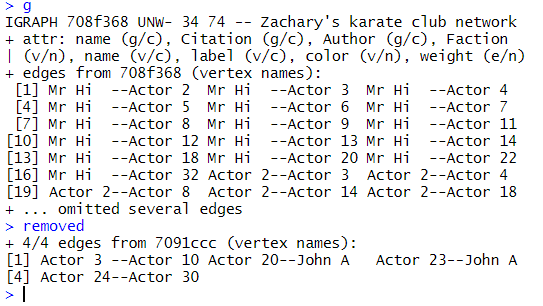 > g
IGRAPH 708f368 UNW- 34 74 -- Zachary's karate club network
+ attr: name (g/c), Citation (g/c), Author (g/c), Faction
| (v/n), name (v/c), label (v/c), color (v/n), weight (e/n)
+ edges from 708f368 (vertex names):
 [1] Mr Hi  --Actor 2  Mr Hi  --Actor 3  Mr Hi  --Actor 4
 [4] Mr Hi  --Actor 5  Mr Hi  --Actor 6  Mr Hi  --Actor 7
 [7] Mr Hi  --Actor 8  Mr Hi  --Actor 9  Mr Hi  --Actor 11
[10] Mr Hi  --Actor 12 Mr Hi  --Actor 13 Mr Hi  --Actor 14
[13] Mr Hi  --Actor 18 Mr Hi  --Actor 20 Mr Hi  --Actor 22
[16] Mr Hi  --Actor 32 Actor 2--Actor 3  Actor 2--Actor 4
[19] Actor 2--Actor 8  Actor 2--Actor 14 Actor 2--Actor 18
+ ... omitted several edges
> removed
+ 4/4 edges from 7091ccc (vertex names):
[1] Actor 3 --Actor 10 Actor 20--John A   Actor 23--John A
[4] Actor 24--Actor 30
>